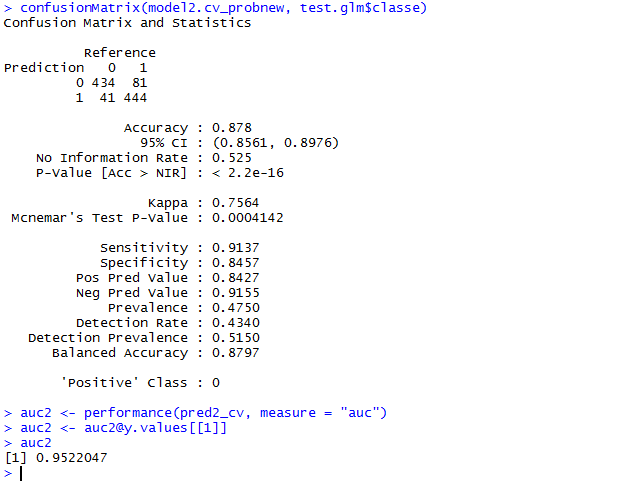 > confusionMatrix(model2.cv_probnew, test.glm$classe)
Confusion Matrix and Statistics
Reference
Prediction 0 1
0 434 81
1 41 444
Accuracy : 0.878
95% CI : (0.8561, 0.8976)
No Information Rate : 0.525
P-Value [Acc > NIR] : < 2.2e-16
Kappa : 0.7564
Mcnemar's Test P-Value : 0.0004142
Sensitivity : 0.9137
Specificity : 0.8457
Pos Pred Value : 0.8427
Neg Pred Value : 0.9155
Prevalence : 0.4750
Detection Rate : 0.4340
Detection Prevalence : 0.5150
Balanced Accuracy : 0.8797
'Positive' Class : 0
> auc2 <- performance(pred2_cv, measure = "auc")
> auc2 <- auc2@y.values[[1]]
> auc2
[1] 0.9522047
>